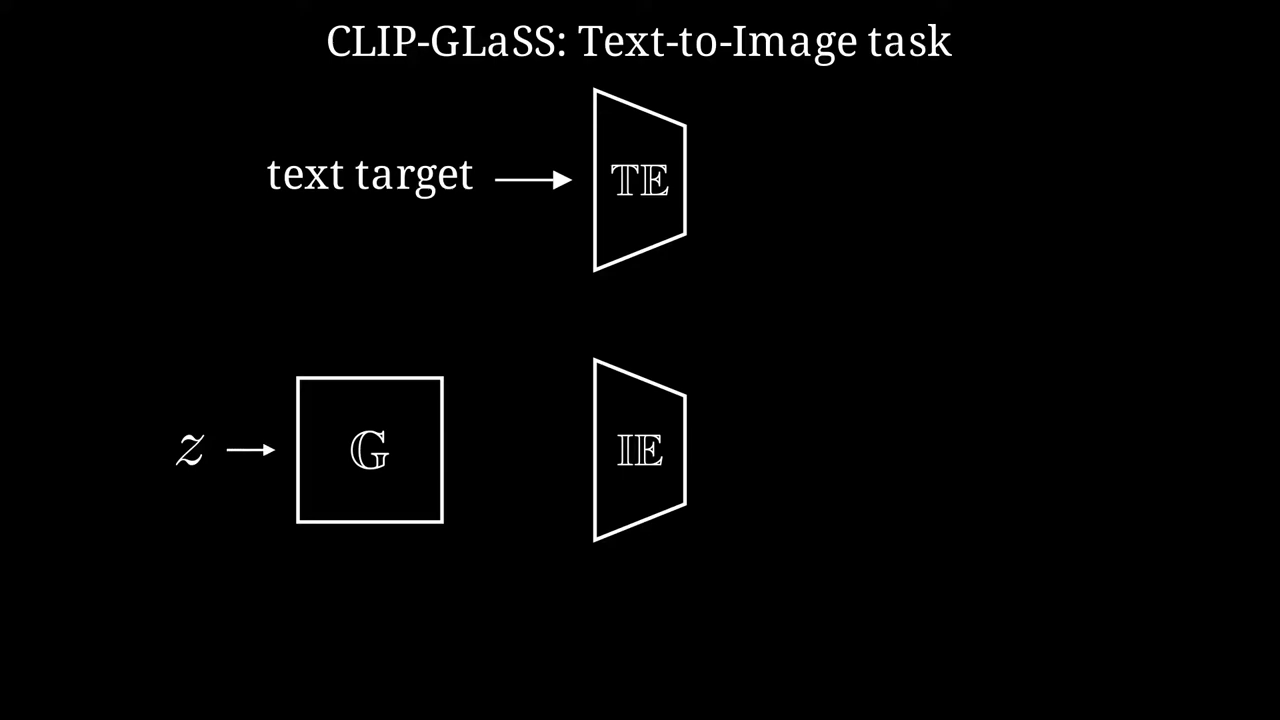 CLIP-GLaSS: Text-to-Image task
text target
𝕋𝔼
z
𝔾
𝕀𝔼